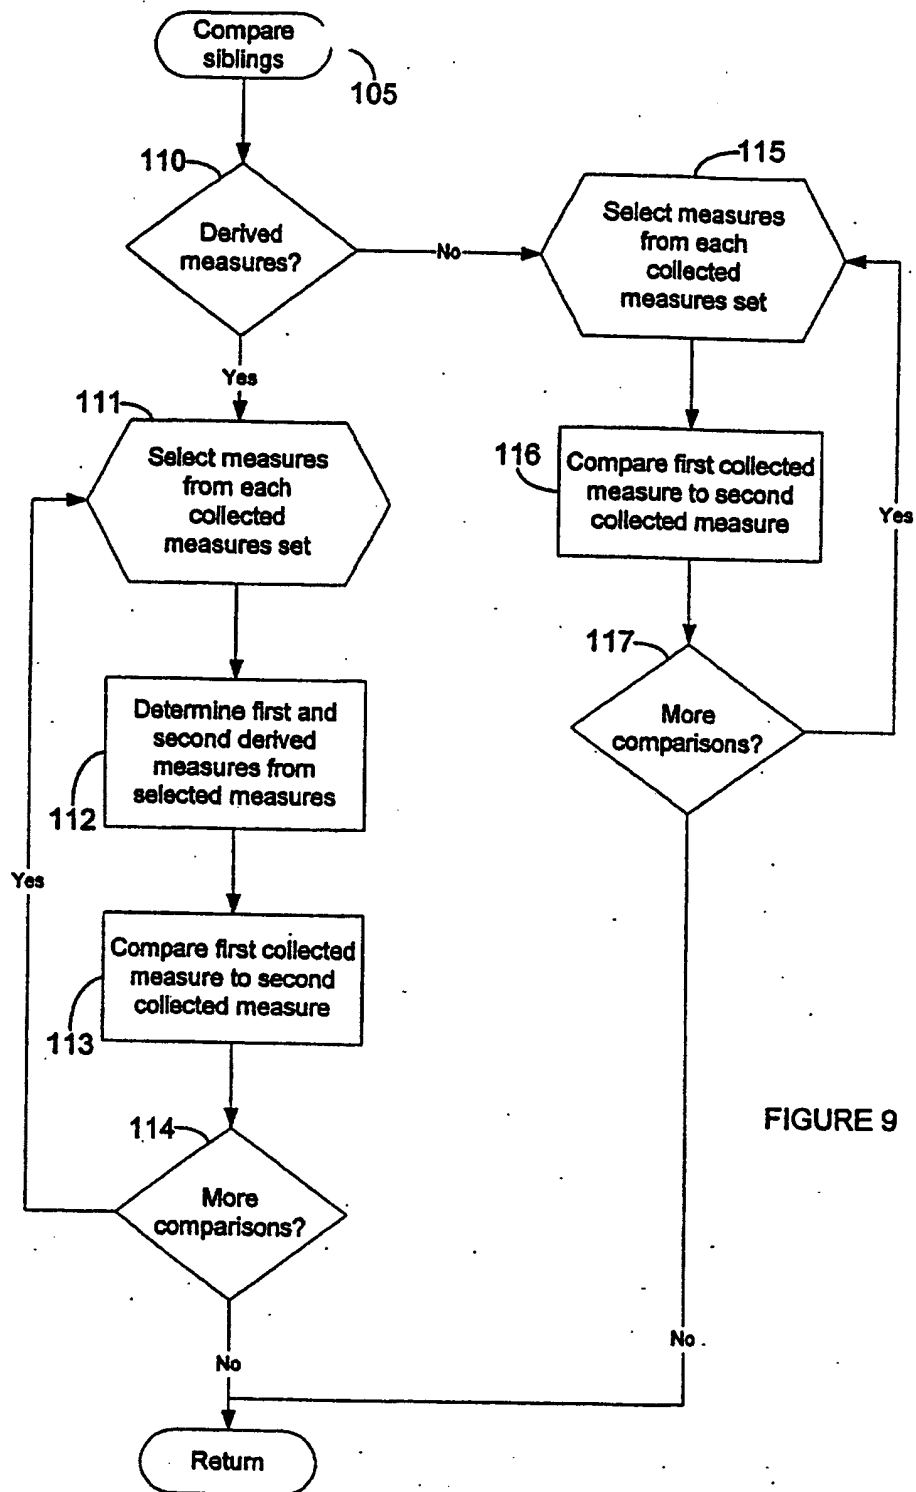 Compare
siblings
105
110
Derived
measures?
No
115
Select measures
from each
collected
measures set
Yes
111
Select measures
from each
collected
measures set
116
Compare first collected
measure to second
collected measure
Yes
117
More
comparisons?
Determine first and
second derived
measures from
selected measures
112
Yes
Compare first collected
measure to second
collected measure
113
FIGURE 9
114
More
comparisons?
No
No
Return